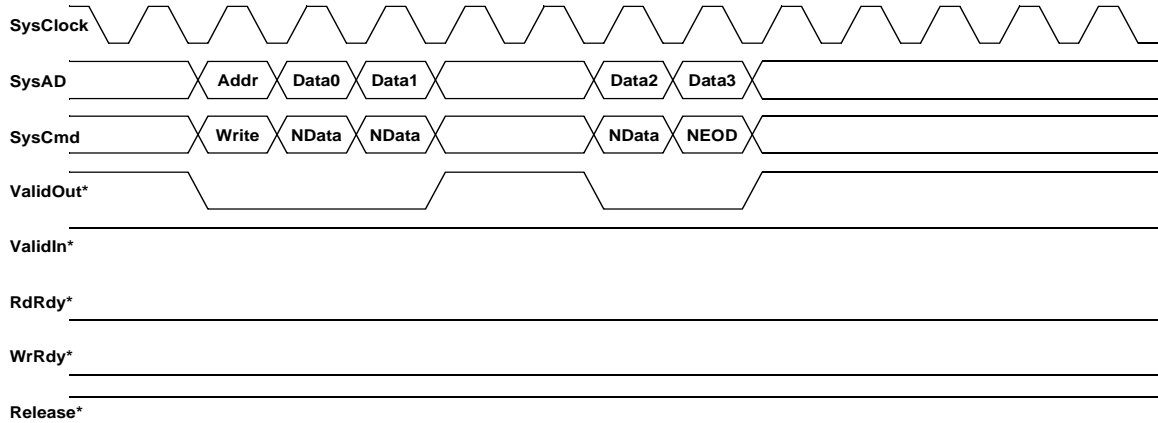 SysClock
SysAD Addr Data0 Data1 Data2 Data3
SysCmd Write NData NData NData NEOD
ValidOut*
ValidIn*
RdRdy*
WrRdy*
Release*